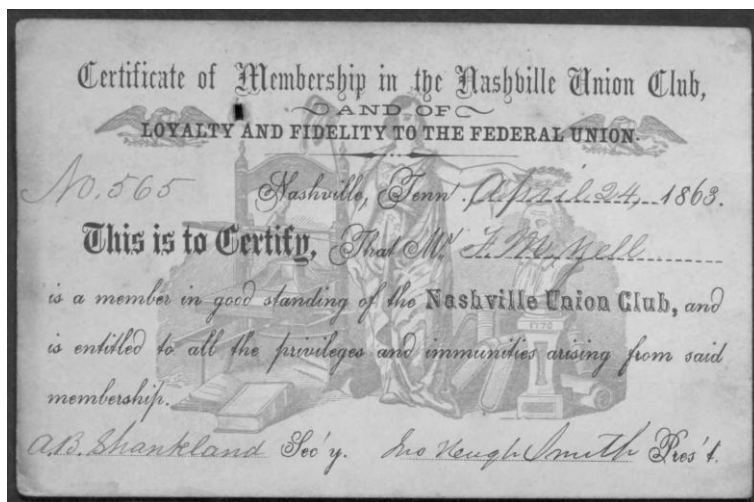 Certificate of Membership in the Nashville Union Club,
AND OF
LOYALTY AND FIDELITY TO THE FEDERAL UNION.
No. 565 Nashville, Tenn. April 24, 1863.
This is to Certify, That Mr F. M. Yell
is a member in good standing of the Nashville Union Club, and
1776
is entitled to all the privileges and immunities arising from said
membership.
A. B. Shankland Sec'y. Jno Heugh Smith Pres't.